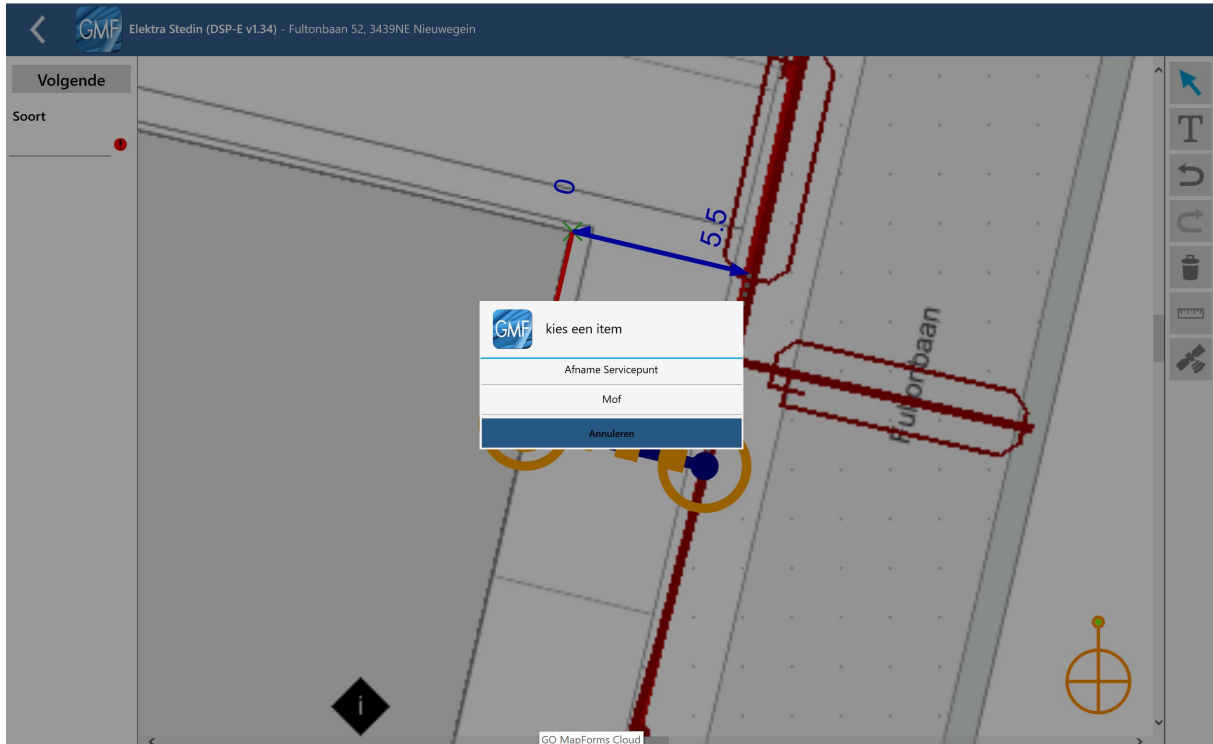 GMF Elektra Stedin (DSP-E v1.34) - Fultonbaan 52, 3439NE Nieuwegein
Volgende
Soort
!
T
0
5.5
GMF kies een item
Afname Servicepunt
Mof
Annuleren
Fultonbaan
i
GO MapForms Cloud